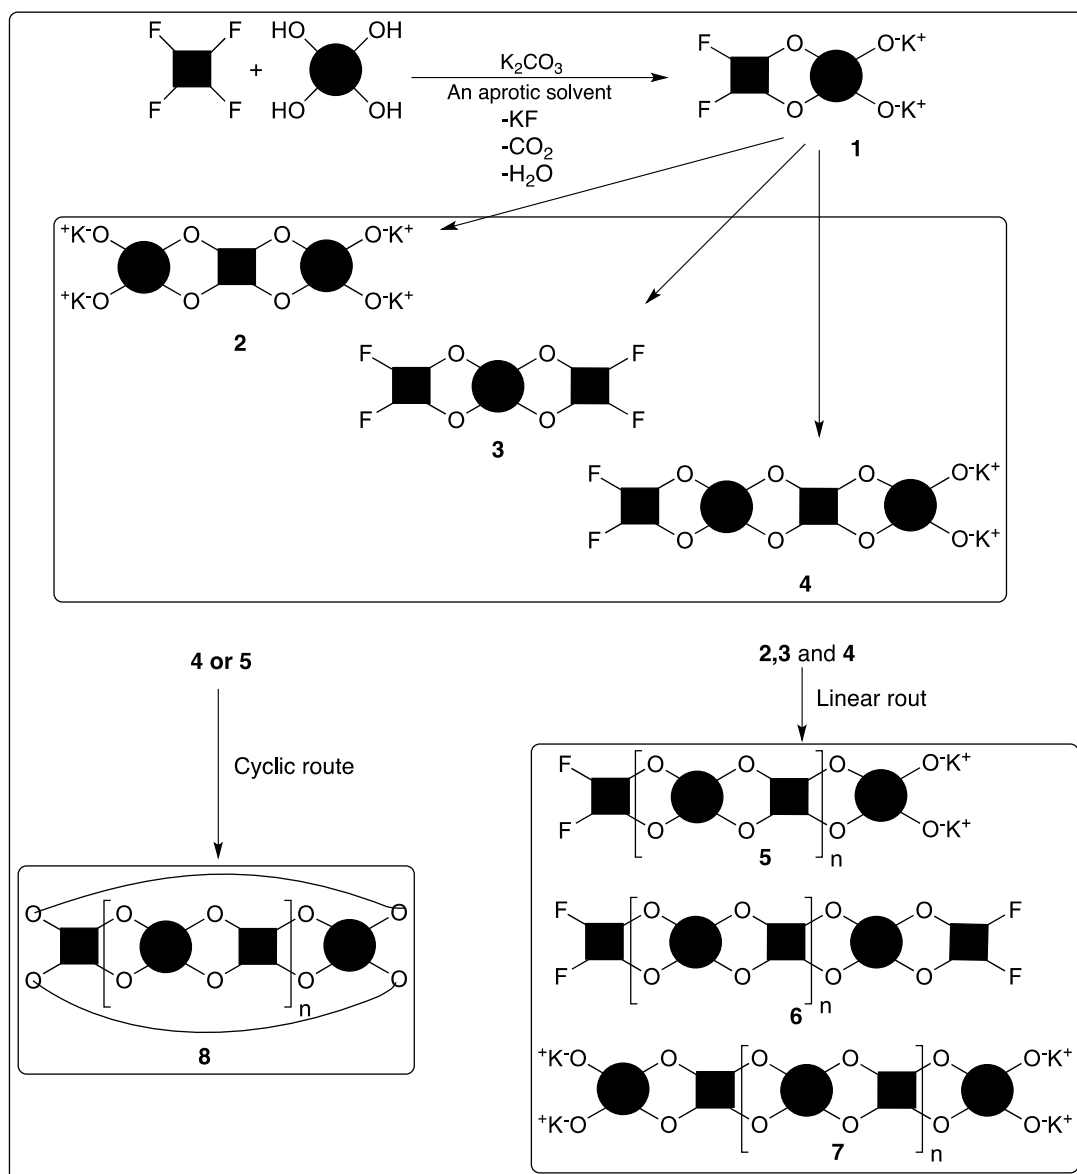 F F HO OH
+
F F HO OH
K2CO3
An aprotic solvent
-KF
-CO2
-H2O
F O O-K+
F O O-K+
1
+K-O O O O-K+
+K-O O O O-K+
2
F O O F
F O O F
3
F O O O O-K+
F O O O O-K+
4
4 or 5
Cyclic route
2,3 and 4
Linear rout
F O O O O-K+
F O O O O-K+
5 n
O O O O O
O O O O O
n
8
F O O O O F
F O O O O F
6 n
+K-O O O O O O-K+
+K-O O O O O O-K+
7 n